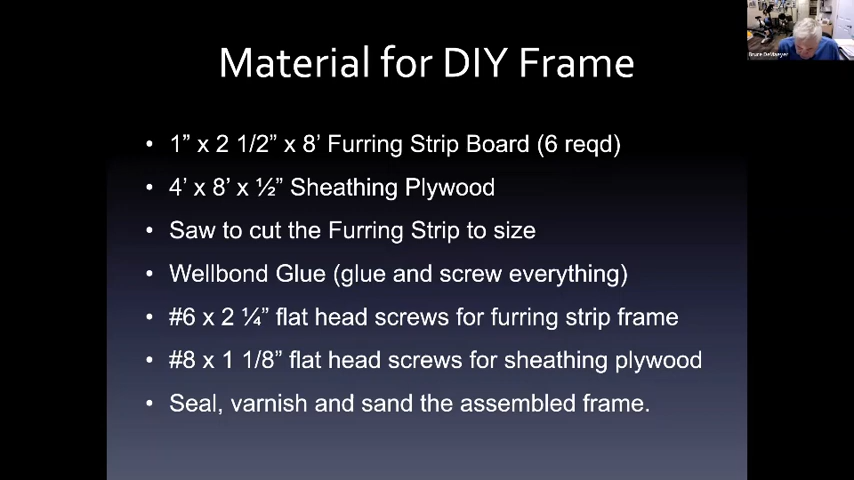 Material for DIY Frame
• 1” x 2 1/2” x 8’ Furring Strip Board (6 reqd)
• 4’ x 8’ x ½” Sheathing Plywood
• Saw to cut the Furring Strip to size
• Wellbond Glue (glue and screw everything)
• #6 x 2 ¼” flat head screws for furring strip frame
• #8 x 1 1/8” flat head screws for sheathing plywood
• Seal, varnish and sand the assembled frame.